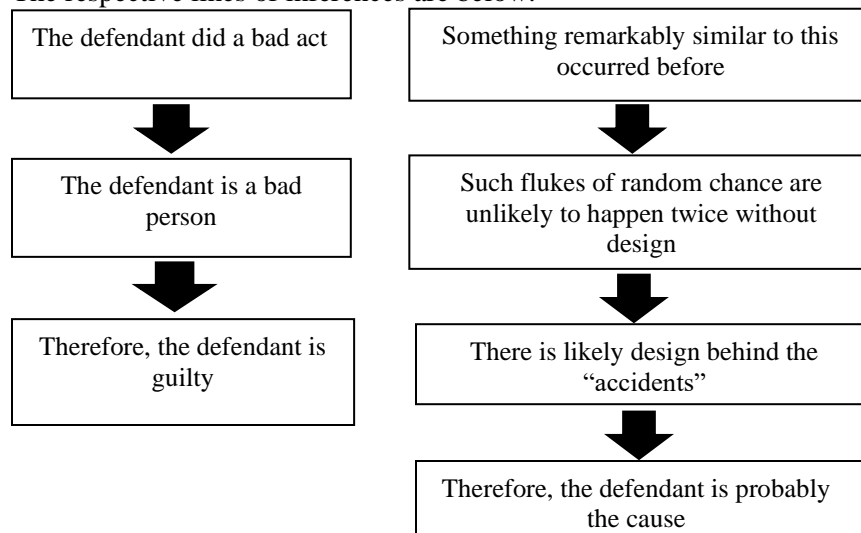 The respective lines of inferences are below.
The defendant did a bad act
The defendant is a bad
person
Therefore, the defendant is
guilty
Something remarkably similar to this
occurred before
Such flukes of random chance are
unlikely to happen twice without
design
There is likely design behind the
“accidents”
Therefore, the defendant is probably
the cause